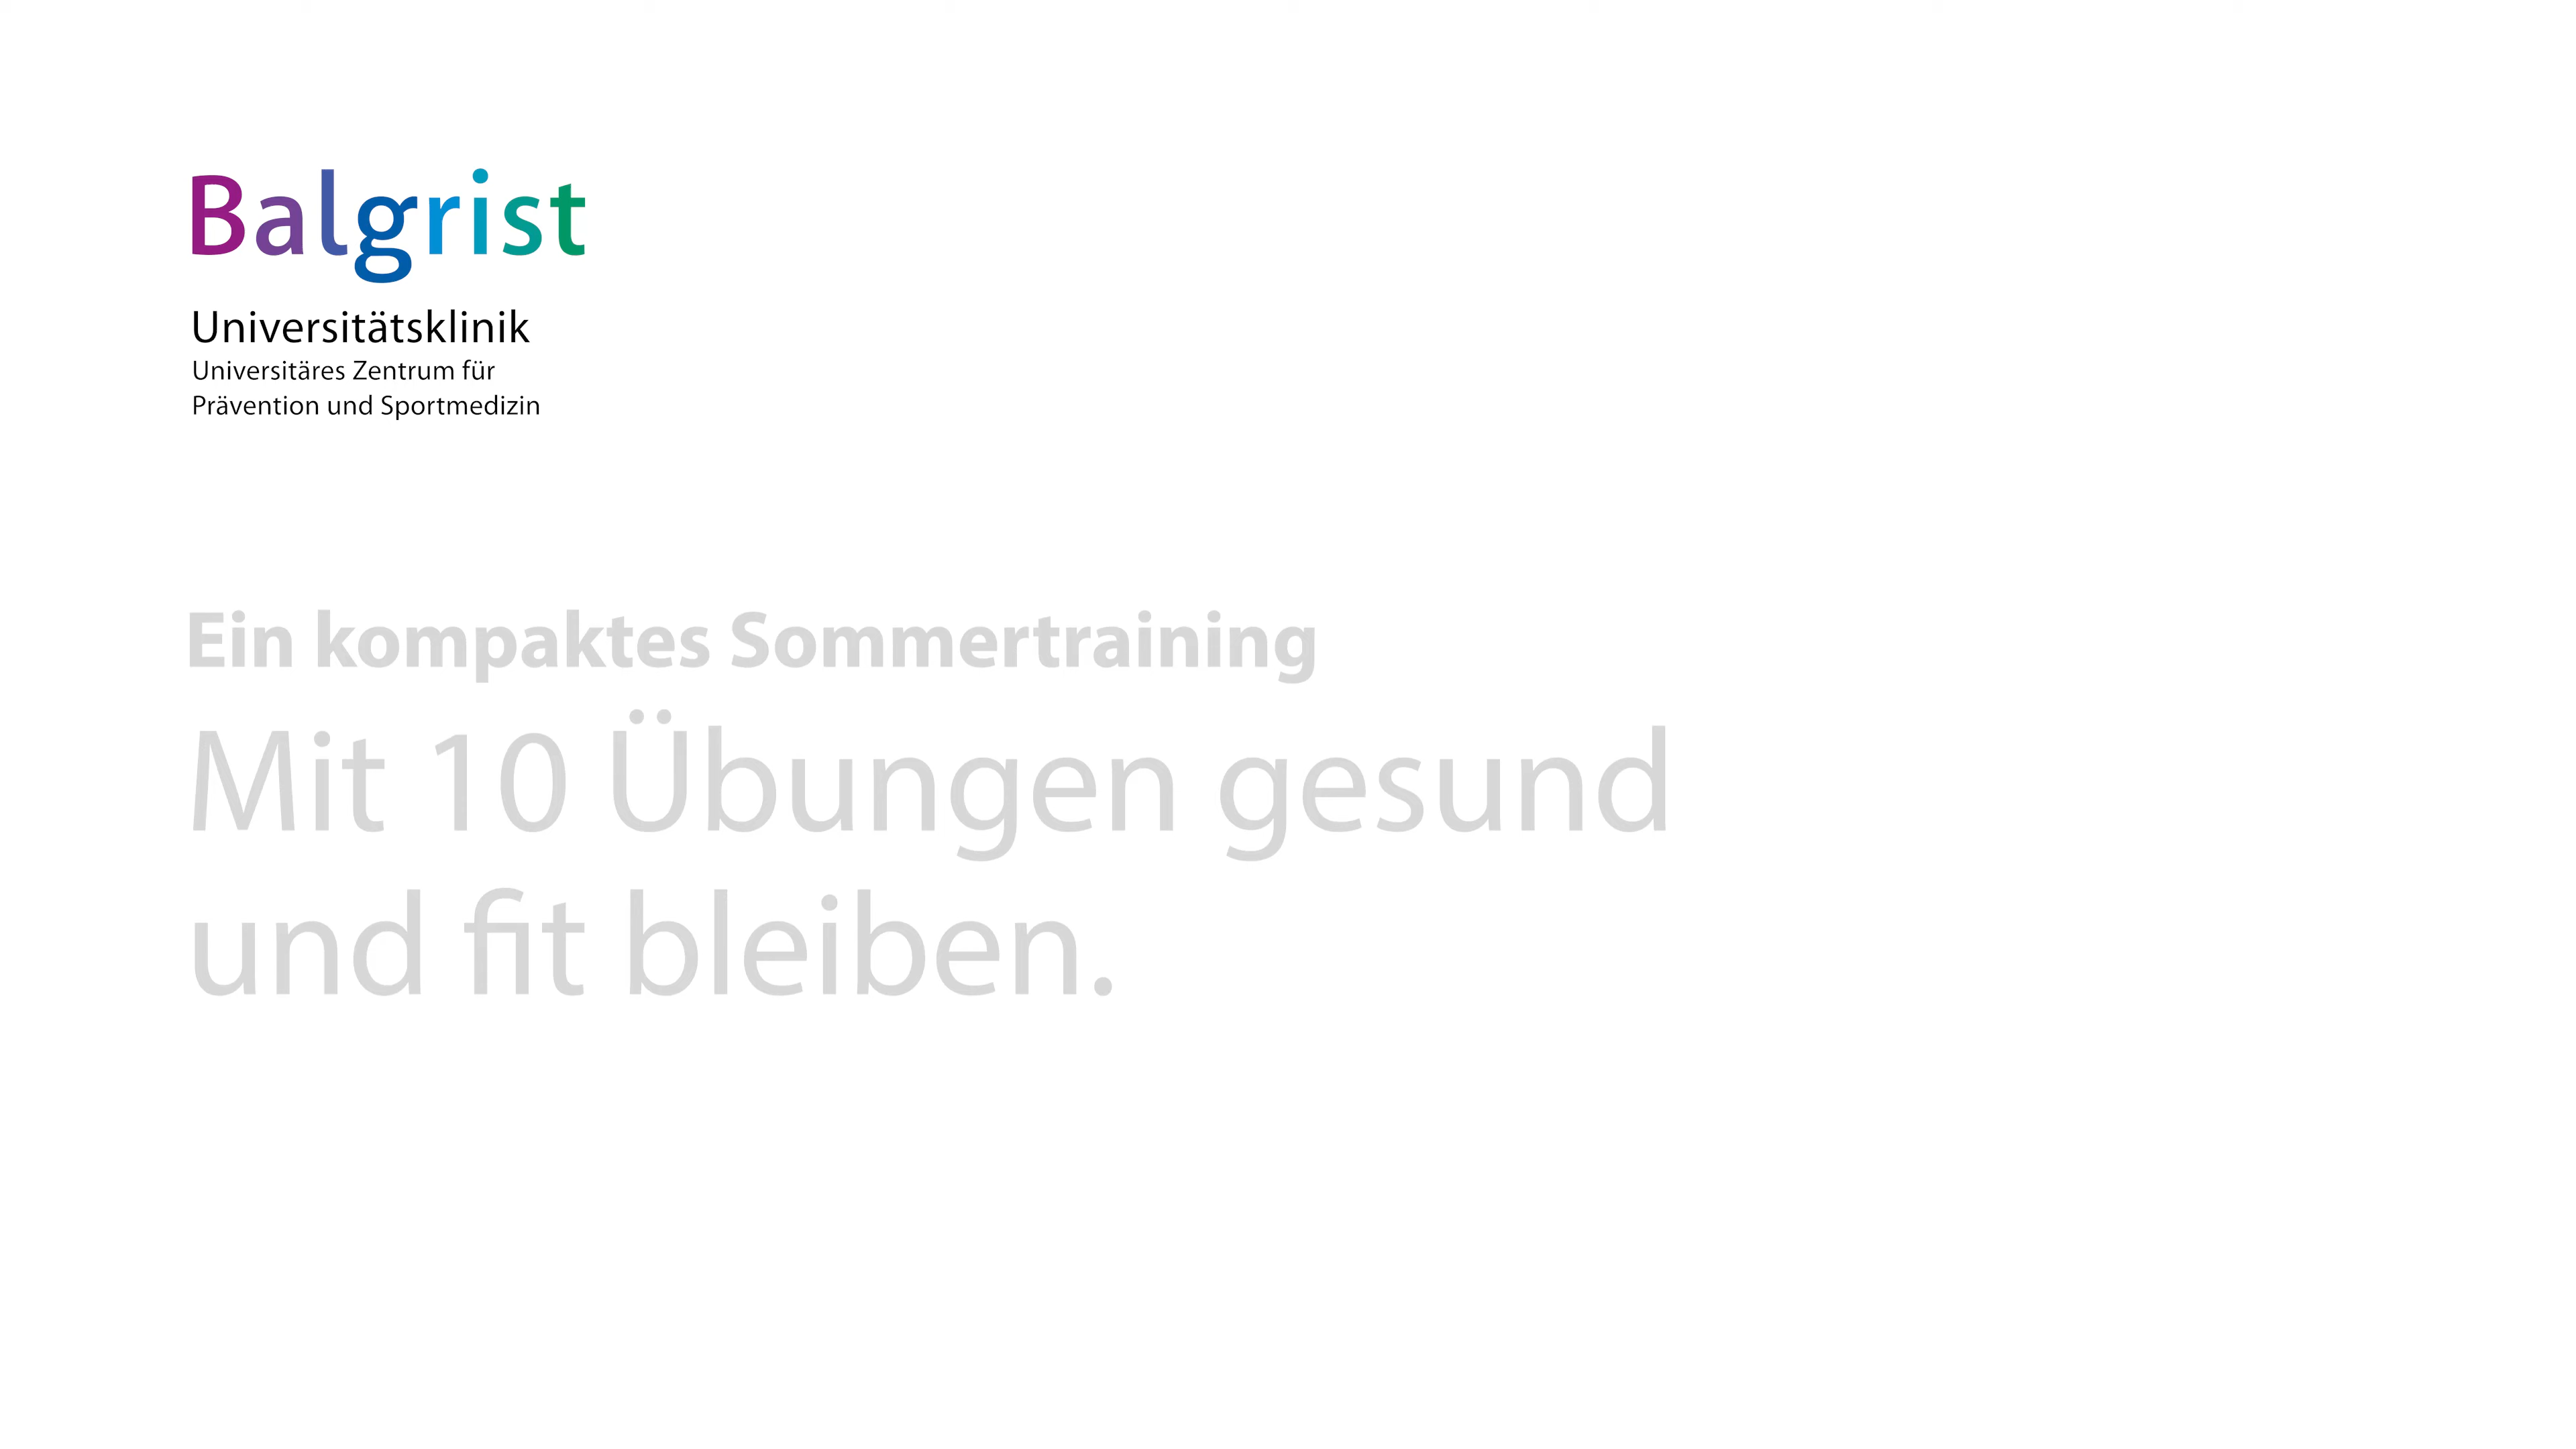 Balgrist
Universitätsklinik
Universitäres Zentrum für
Prävention und Sportmedizin
Ein kompaktes Sommertraining
Mit 10 Übungen gesund
und fit bleiben.